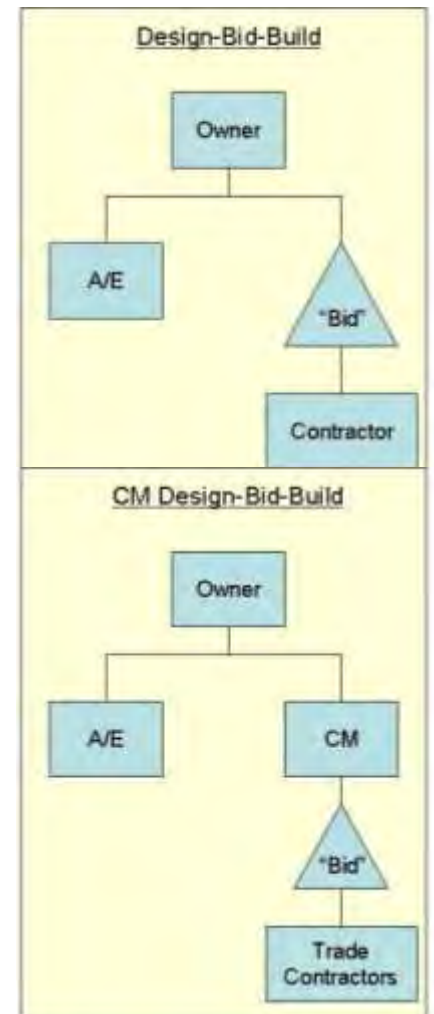 Design-Bid-Build
Owner
A/E
"Bid"
Contractor
CM Design-Bid-Build
Owner
A/E
CM
"Bid"
Trade
Contractors